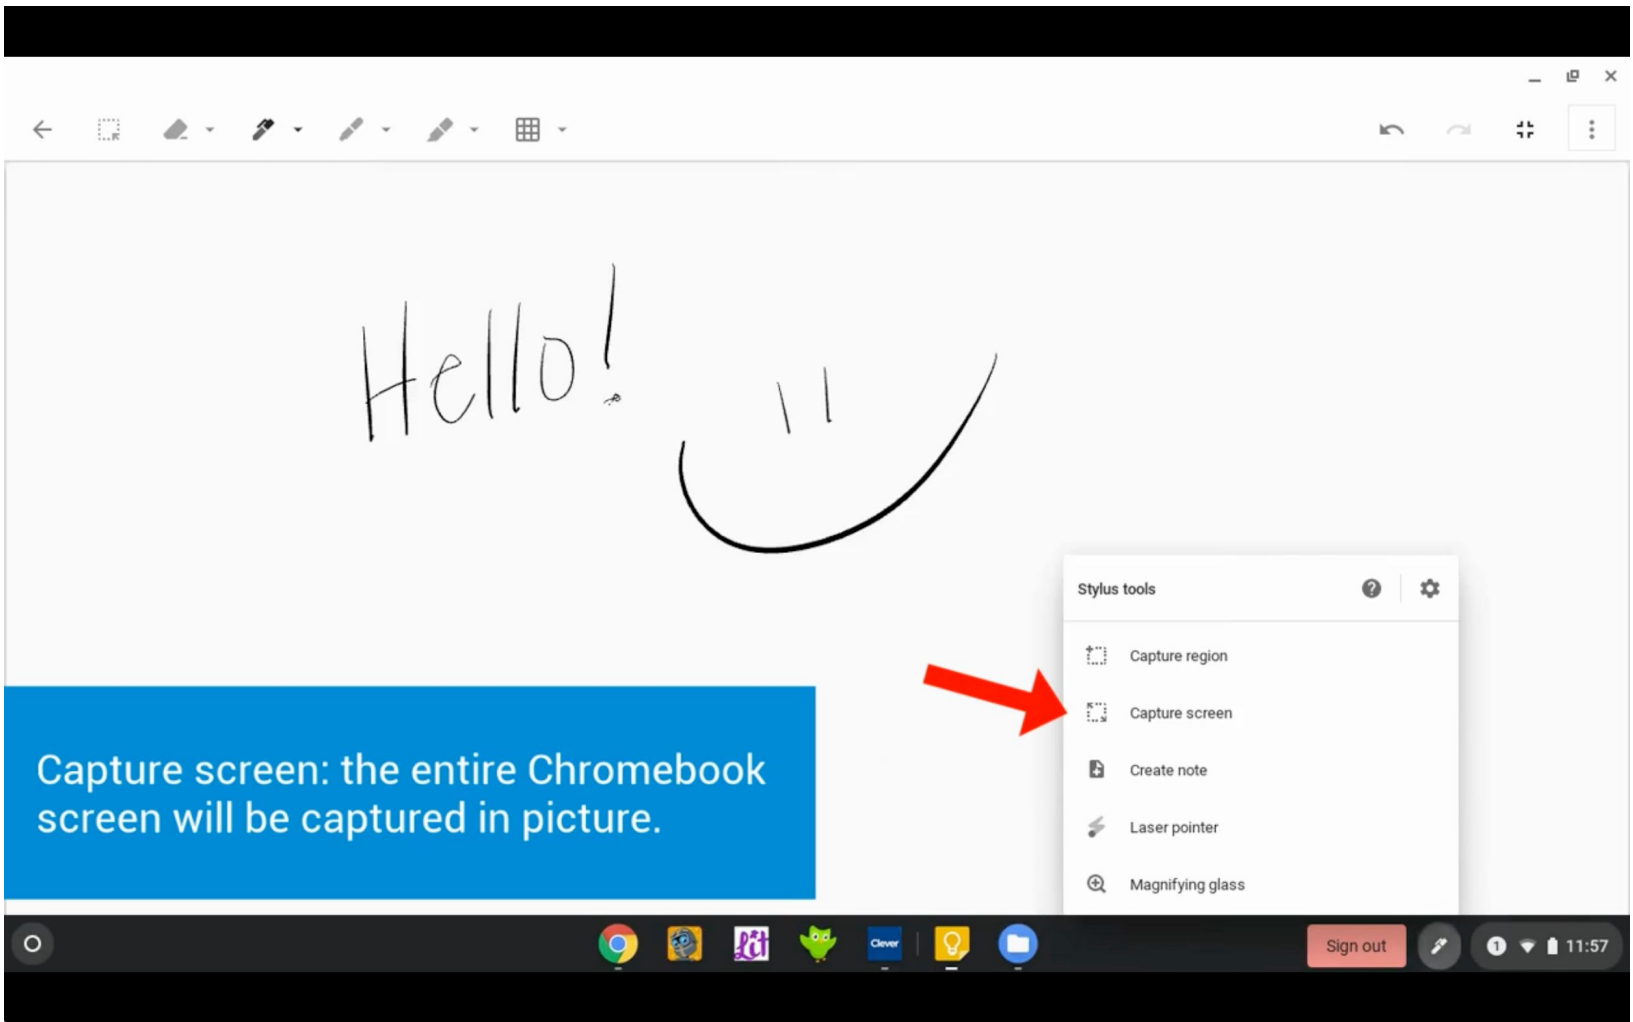 Hello!
Stylus tools
Capture region
Capture screen
Create note
Laser pointer
Magnifying glass
Capture screen: the entire Chromebook
screen will be captured in picture.
Lit
Clever
Sign out
1
11:57